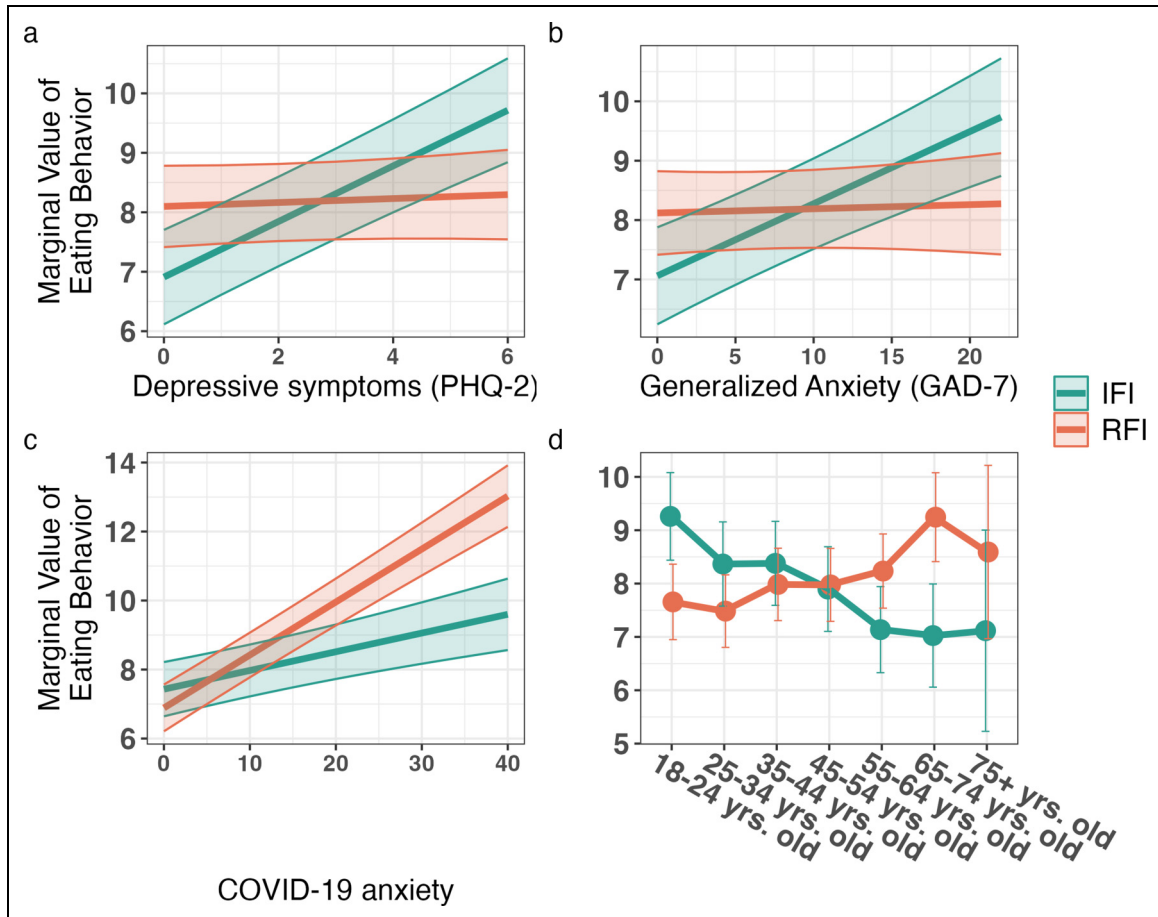 a
Marginal Value of
Eating Behavior
10
9
8
7
6
0 2 4 6
Depressive symptoms (PHQ-2)
b
10
9
8
7
0 5 10 15 20
Generalized Anxiety (GAD-7)
IFI
RFI
c
Marginal Value of
Eating Behavior
14
12
10
8
6
0 10 20 30 40
COVID-19 anxiety
d
10
9
8
7
6
5
18-24 yrs. old
25-34 yrs. old
35-44 yrs. old
45-54 yrs. old
55-64 yrs. old
65-74 yrs. old
75+ yrs. old